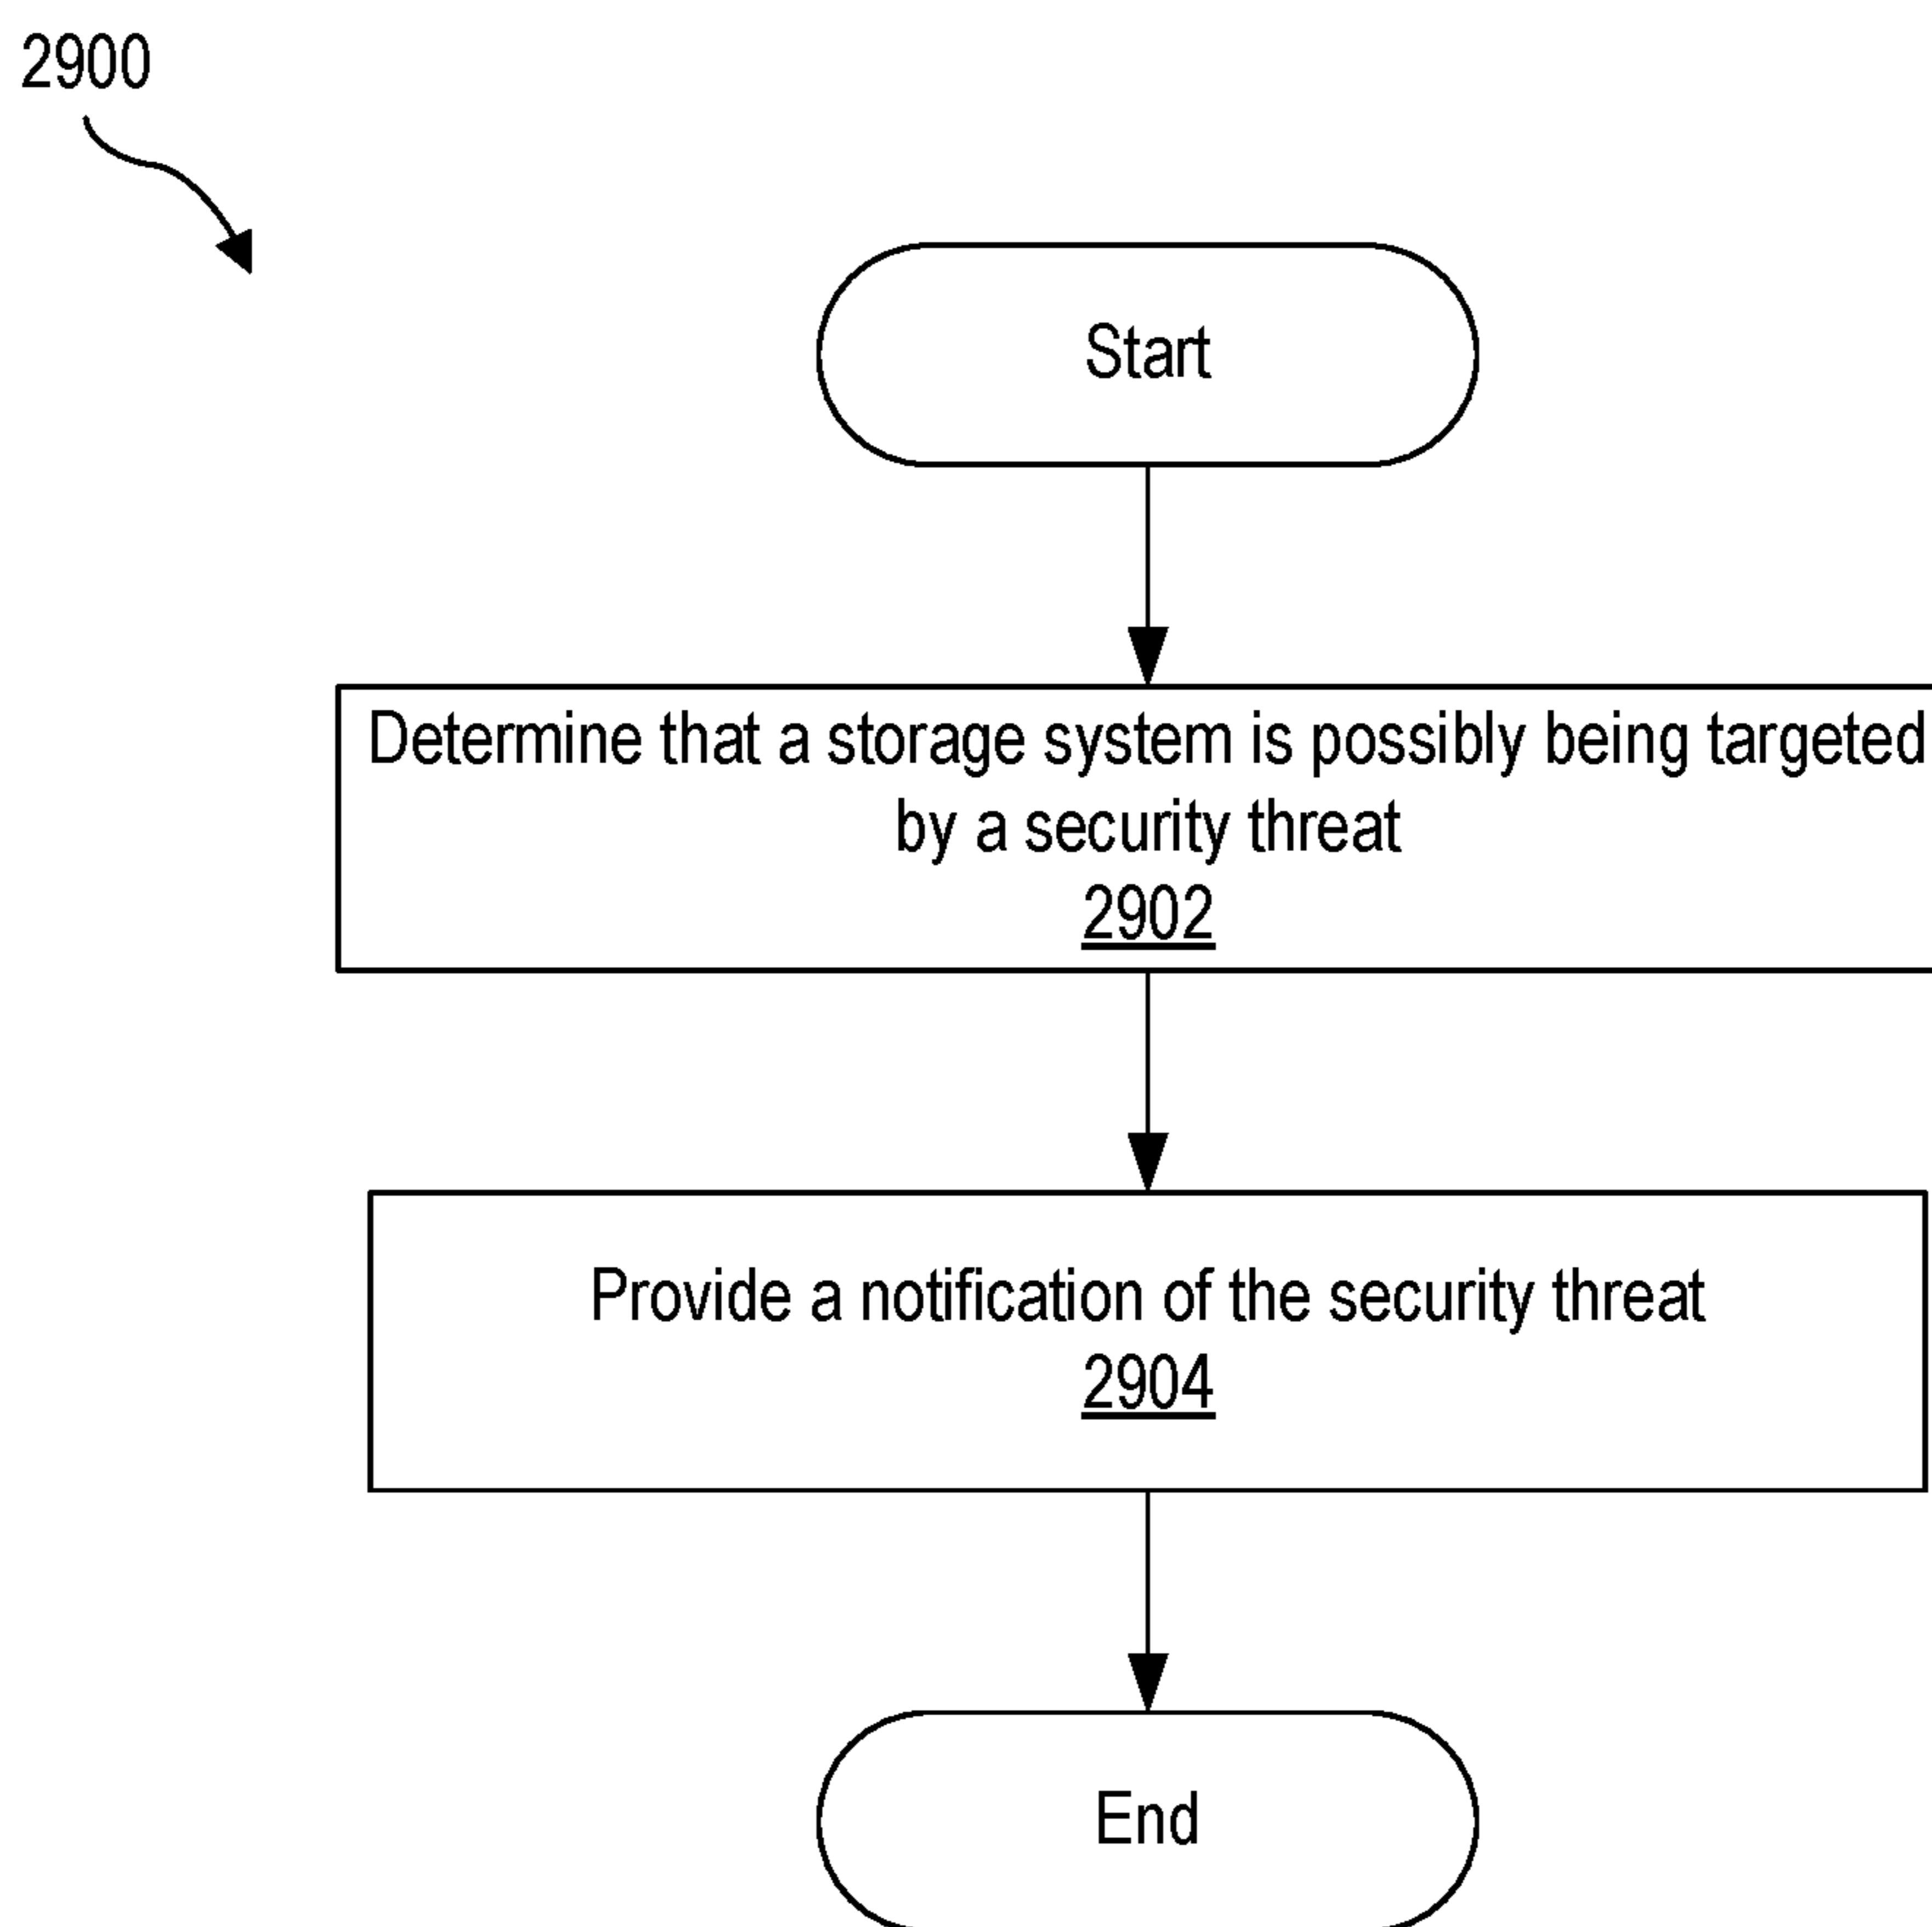 2900
Start
Determine that a storage system is possibly being targeted
by a security threat
2902
Provide a notification of the security threat
2904
End